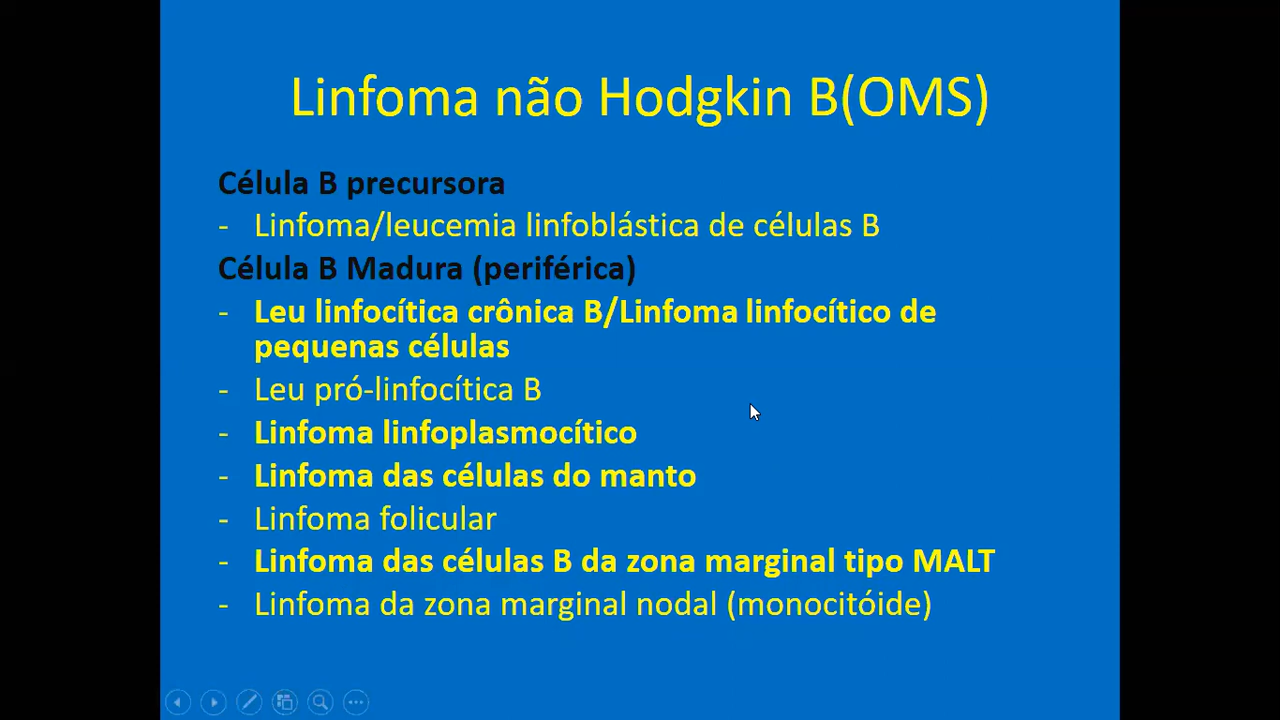 Linfoma não Hodgkin B(OMS)
Célula B precursora
- Linfoma/leucemia linfoblástica de células B
Célula B Madura (periférica)
- Leu linfocítica crônica B/Linfoma linfocítico de
pequenas células
- Leu pró-linfocítica B
- Linfoma linfoplasmocítico
- Linfoma das células do manto
- Linfoma folicular
- Linfoma das células B da zona marginal tipo MALT
- Linfoma da zona marginal nodal (monocitóide)